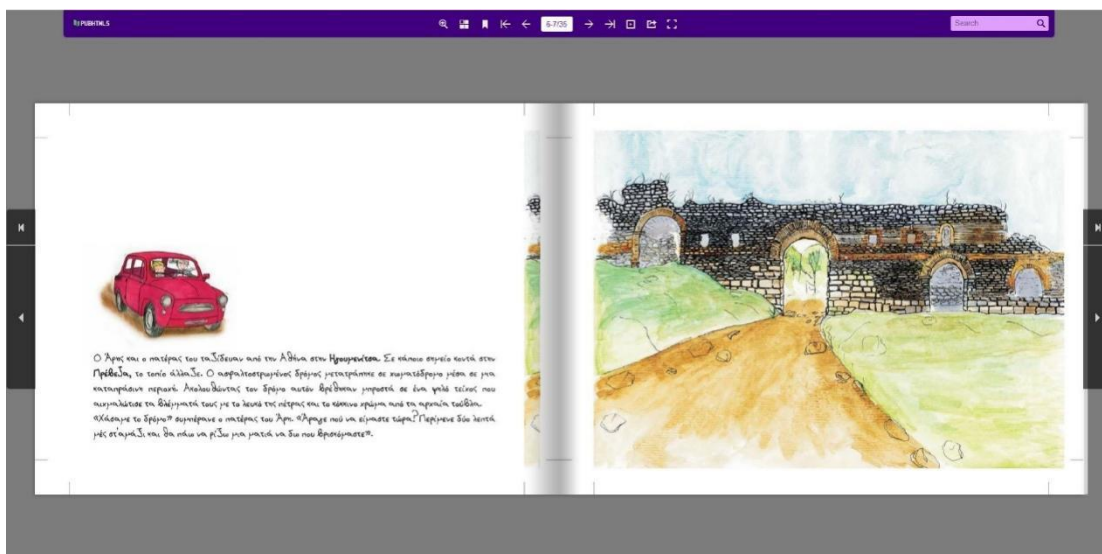 PUBHTML5
6-7/36
Search
Ο Άρης και ο πατέρας του ταξίδευαν από την Αθήνα στην Ηγουμενίτσα. Σε κάποιο σημείο κοντά στην
Πρέβεζα, το τοπίο άλλαξε. Ο ασφαλτοστρωμένος δρόμος μετατράπηκε σε χωματόδρομο μέσα σε μια
καταπράσινη περιοχή. Ακολουθώντας τον δρόμο αυτόν βρέθηκαν μπροστά σε ένα ψηλό τείχος που
αιχμαλώτισε τα βλέμματά τους με το λευκό της πέτρας και το κόκκινο χρώμα από τα αρχαία τούβλα.
«Χάσαμε το δρόμο» συμπέρανε ο πατέρας του Άρη. «Άραγε πού να είμαστε τώρα? Περίμενε δύο λεπτά
μές στ'αμάξι και θα πάω να ρίξω μια ματιά να δω που βρισκόμαστε».